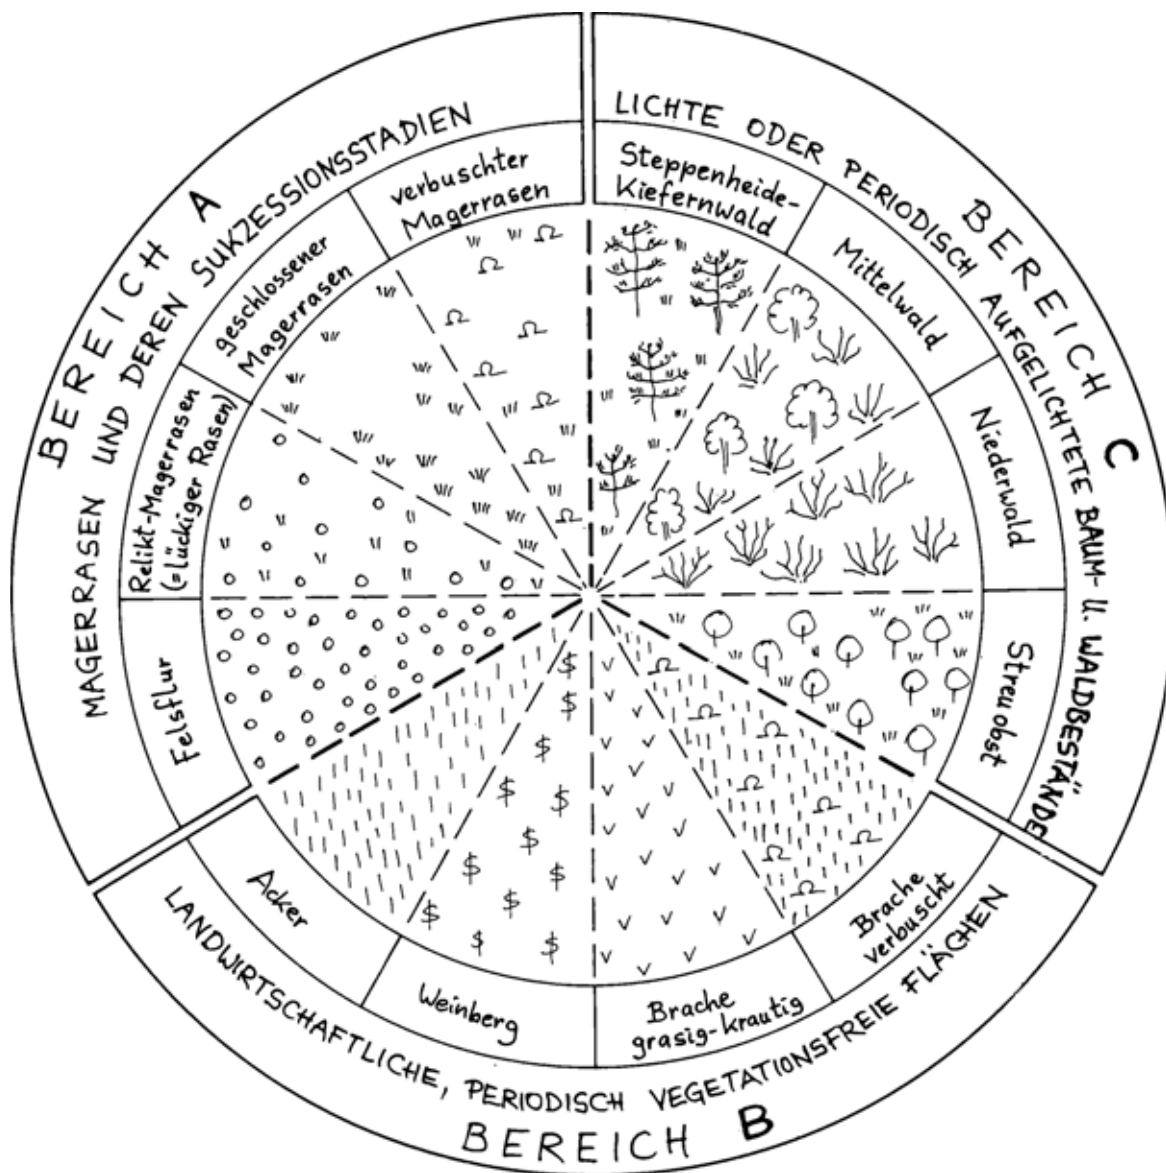 BEREICH A
MAGERRASEN UND DEREN SUKZESSIONSSTADIEN
Felsflur
Relikt-Magerrasen
(=lückiger Rasen)
geschlossener
Magerrasen
verbuschter
Magerrasen
BEREICH C
LICHTE ODER PERIODISCH AUFGELICHTETE BAUM- U. WALDBESTÄNDE
Steppenheide-
Kiefernwald
Mittelwald
Niederwald
Streuobst
Acker
Weinberg
Brache
grasig-krautig
Brache
verbuscht
LANDWIRTSCHAFTLICHE, PERIODISCH VEGETATIONSFREIE FLÄCHEN
BEREICH B